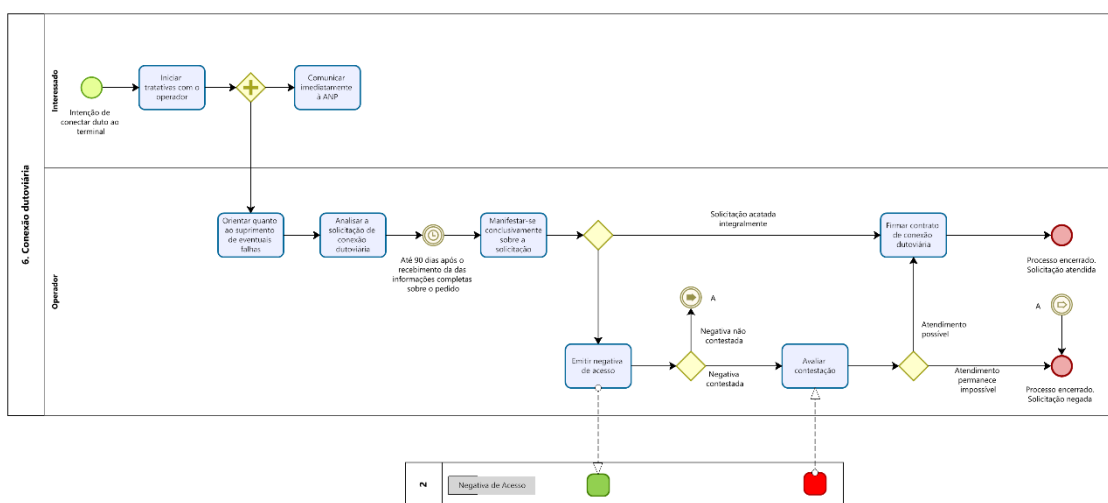 6. Conexão dutoviária
Interessado
Intenção de
conectar duto ao
terminal
Iniciar
tratativas com o
operador
Comunicar
imediatamente
à ANP
Operador
Orientar quanto
ao suprimento
de eventuais
falhas
Analisar a
solicitação de
conexão
dutoviaria
Até 90 dias após o
recebimento da das
informações completas
sobre o pedido
Manifestar-se
conclusivamente
sobre a
solicitação
Solicitação acatada
integralmente
Firmar contrato
de conexão
dutoviária
Processo encerrado.
Solicitação atendida
Emitir negativa
de acesso
A
Negativa não
contestada
Negativa
contestada
Avaliar
contestação
Atendimento
possível
Atendimento
permanece
impossível
A
Processo encerrado.
Solicitação negada
2
Negativa de Acesso